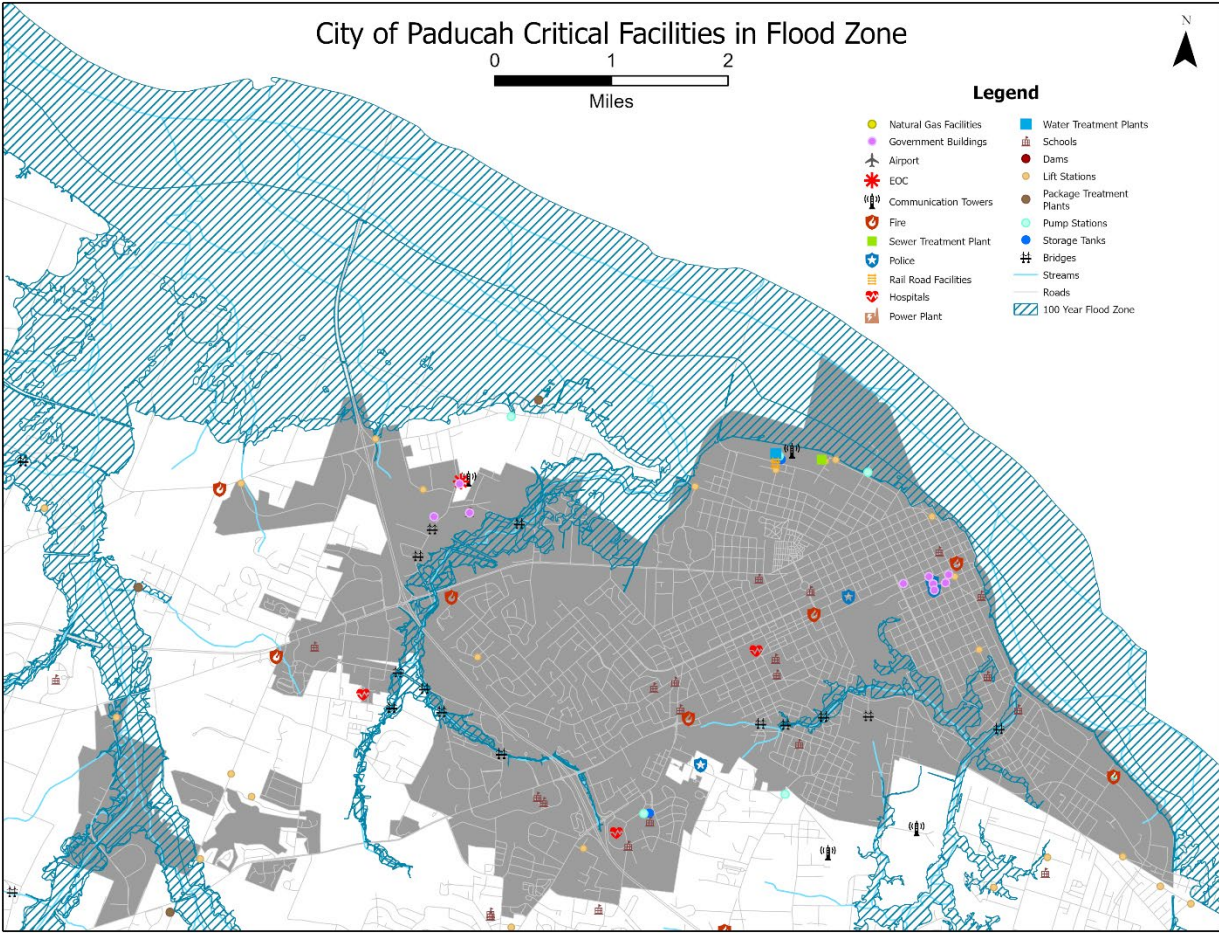 City of Paducah Critical Facilities in Flood Zone
0 1 2
Miles
N
Legend
Natural Gas Facilities
Government Buildings
Airport
EOC
Communication Towers
Fire
Sewer Treatment Plant
Police
Rail Road Facilities
Hospitals
Power Plant
Water Treatment Plants
Schools
Dams
Lift Stations
Package Treatment
Plants
Pump Stations
Storage Tanks
Bridges
Streams
Roads
100 Year Flood Zone